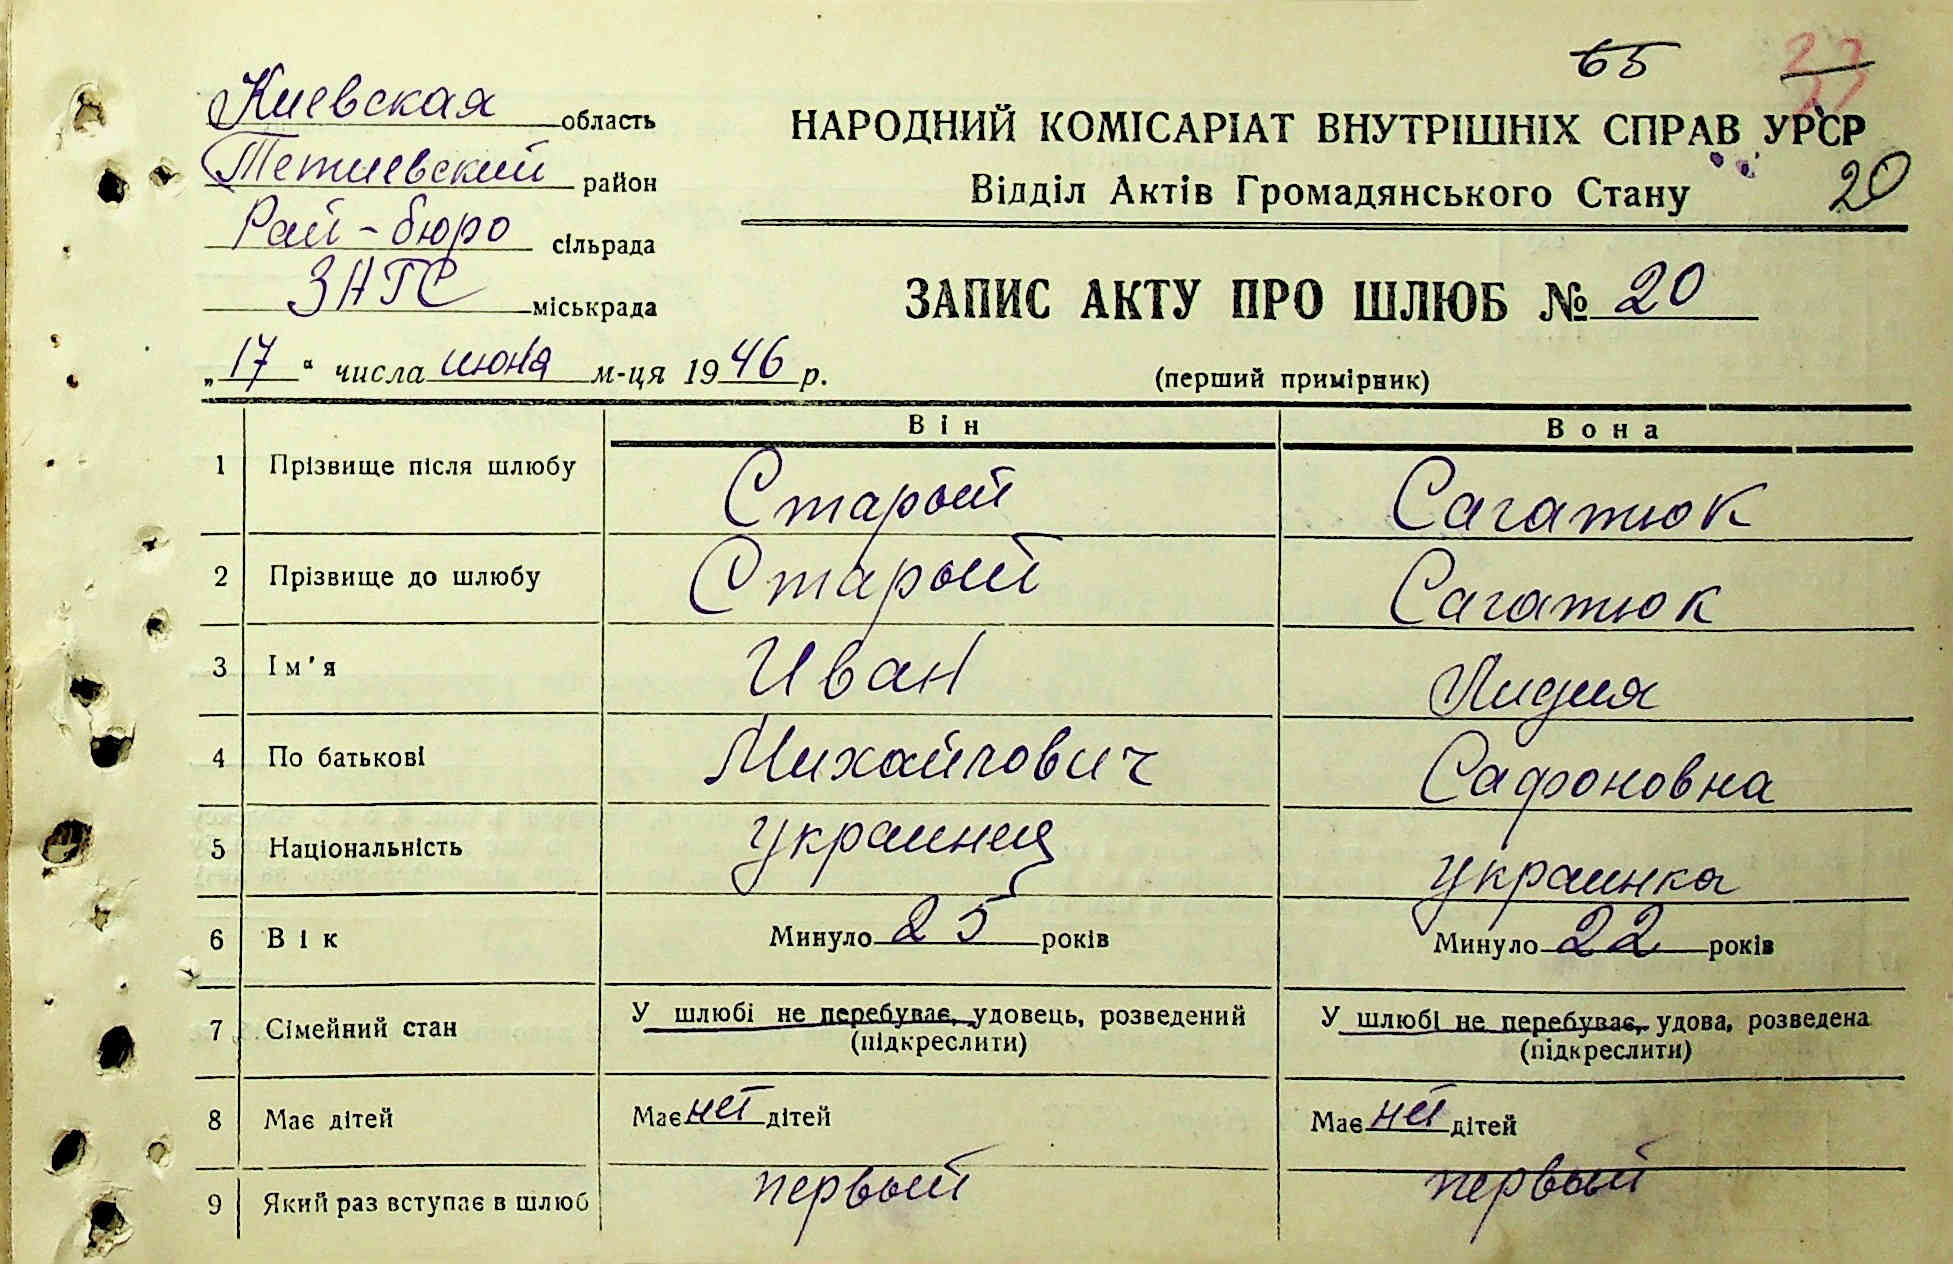 65
Киевская область
Тетиевский район
Рай-бюро сільрада
ЗАГС міськрада
НАРОДНИЙ КОМІСАРІАТ ВНУТРІШНІХ СПРАВ УРСР
Відділ Актів Громадянського Стану
20
ЗАПИС АКТУ ПРО ШЛЮБ № 20
„17“ числа июня м-ця 1946 р.
(перший примірник)
Він Вона
1 Прізвище після шлюбу Старый Сагатюк
2 Прізвище до шлюбу Старый Сагатюк
3 Ім'я Иван Лидия
4 По батькові Михайлович Сафоновна
5 Національність украинец украинка
6 Вік Минуло 25 років Минуло 22 років
7 Сімейний стан У шлюбі не перебуває, удовець, розведений У шлюбі не перебуває, удова, розведена
(підкреслити) (підкреслити)
8 Має дітей Має нет дітей Має нет дітей
9 Який раз вступає в шлюб первый первый